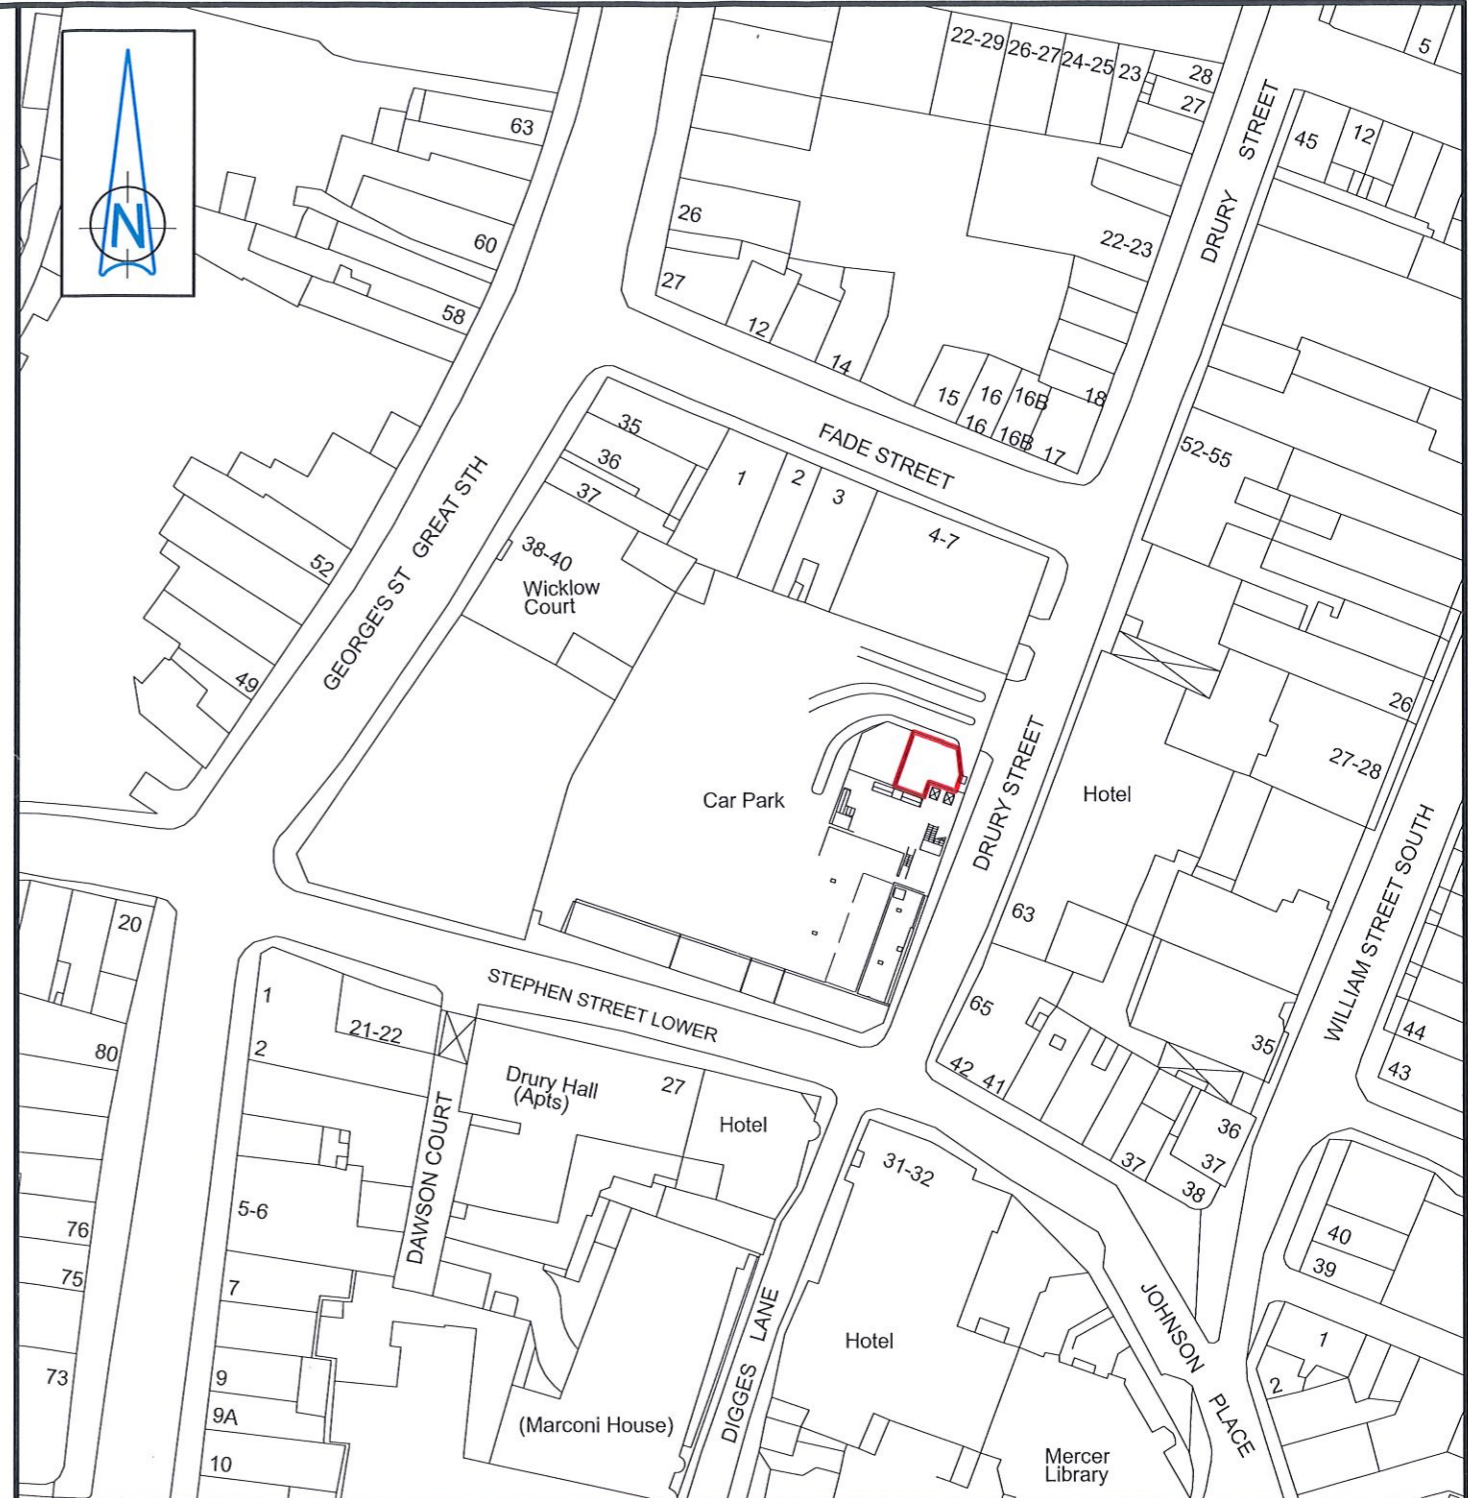 22-29 26-27 24-25 23
28
27
5
45
12
DRURY STREET
63
60
58
N
26
27
12
14
22-23
15
16
16B
18
16
16B
17
FADE STREET
52-55
35
36
37
1
2
3
4-7
38-40
Wicklow
Court
GEORGE'S ST GREAT STH
52
49
26
27-28
Hotel
Car Park
DRURY STREET
WILLIAM STREET SOUTH
63
65
42
41
35
44
43
20
80
76
75
73
STEPHEN STREET LOWER
1
2
21-22
Drury Hall
(Apts)
27
Hotel
DAWSON COURT
5-6
7
9
9A
10
31-32
37
38
36
37
40
39
1
2
Hotel
DIGGES LANE
JOHNSON PLACE
(Marconi House)
Mercer
Library